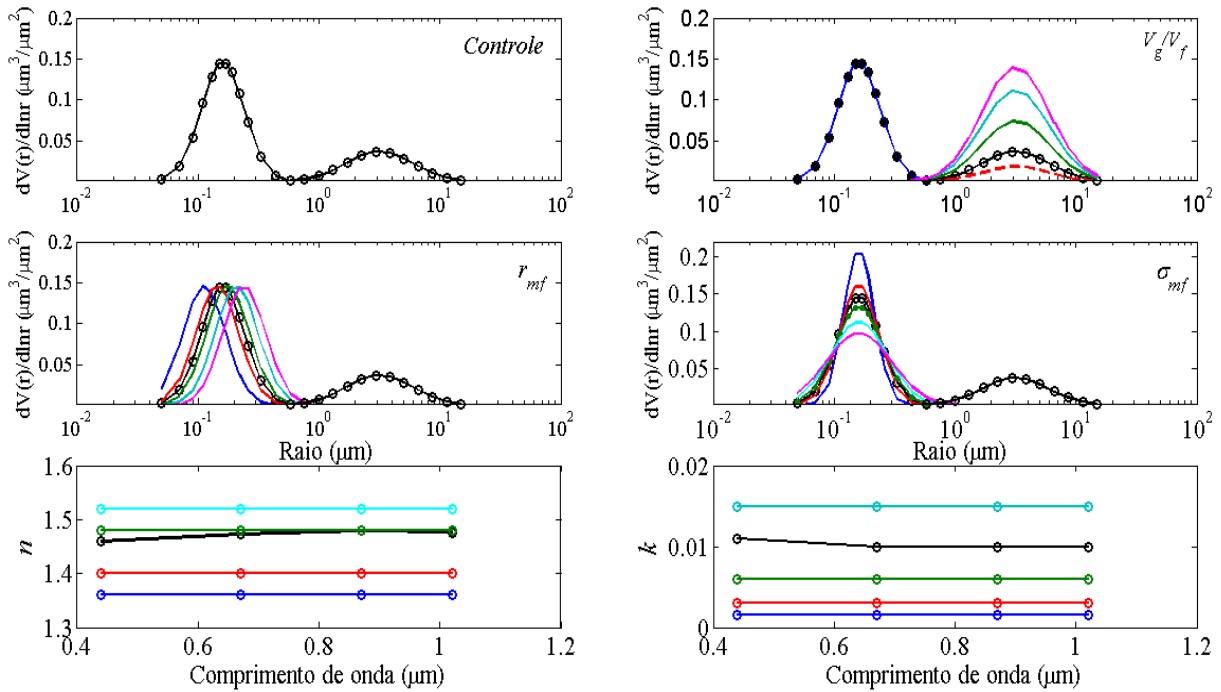 0.2
0.15
0.1
0.05
dV(r)/dlnr (µm³/µm²)
Controle
10⁻² 10⁻¹ 10⁰ 10¹ 10²
0.2
0.15
0.1
0.05
dV(r)/dlnr (µm³/µm²)
V_g/V_f
10⁻² 10⁻¹ 10⁰ 10¹ 10²
0.2
0.15
0.1
0.05
dV(r)/dlnr (µm³/µm²)
r_mf
10⁻² 10⁻¹ 10⁰ 10¹ 10²
Raio (µm)
0.2
0.15
0.1
0.05
dV(r)/dlnr (µm³/µm²)
σ_mf
10⁻² 10⁻¹ 10⁰ 10¹ 10²
Raio (µm)
1.6
1.5
1.4
1.3
n
0.4 0.6 0.8 1 1.2
Comprimento de onda (µm)
0.02
0.01
0
k
0.4 0.6 0.8 1 1.2
Comprimento de onda (µm)